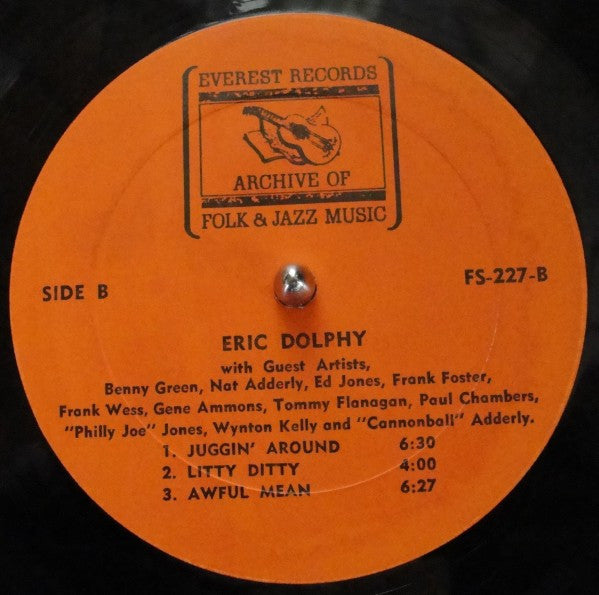 EVEREST RECORDS
ARCHIVE OF
FOLK & JAZZ MUSIC
SIDE B
FS-227-B
ERIC DOLPHY
with Guest Artists,
Benny Green, Nat Adderly, Ed Jones, Frank Foster,
Frank Wess, Gene Ammons, Tommy Flanagan, Paul Chambers,
"Philly Joe" Jones, Wynton Kelly and "Cannonball" Adderly.
1. JUGGIN' AROUND 6:30
2. LITTY DITTY 4:00
3. AWFUL MEAN 6:27